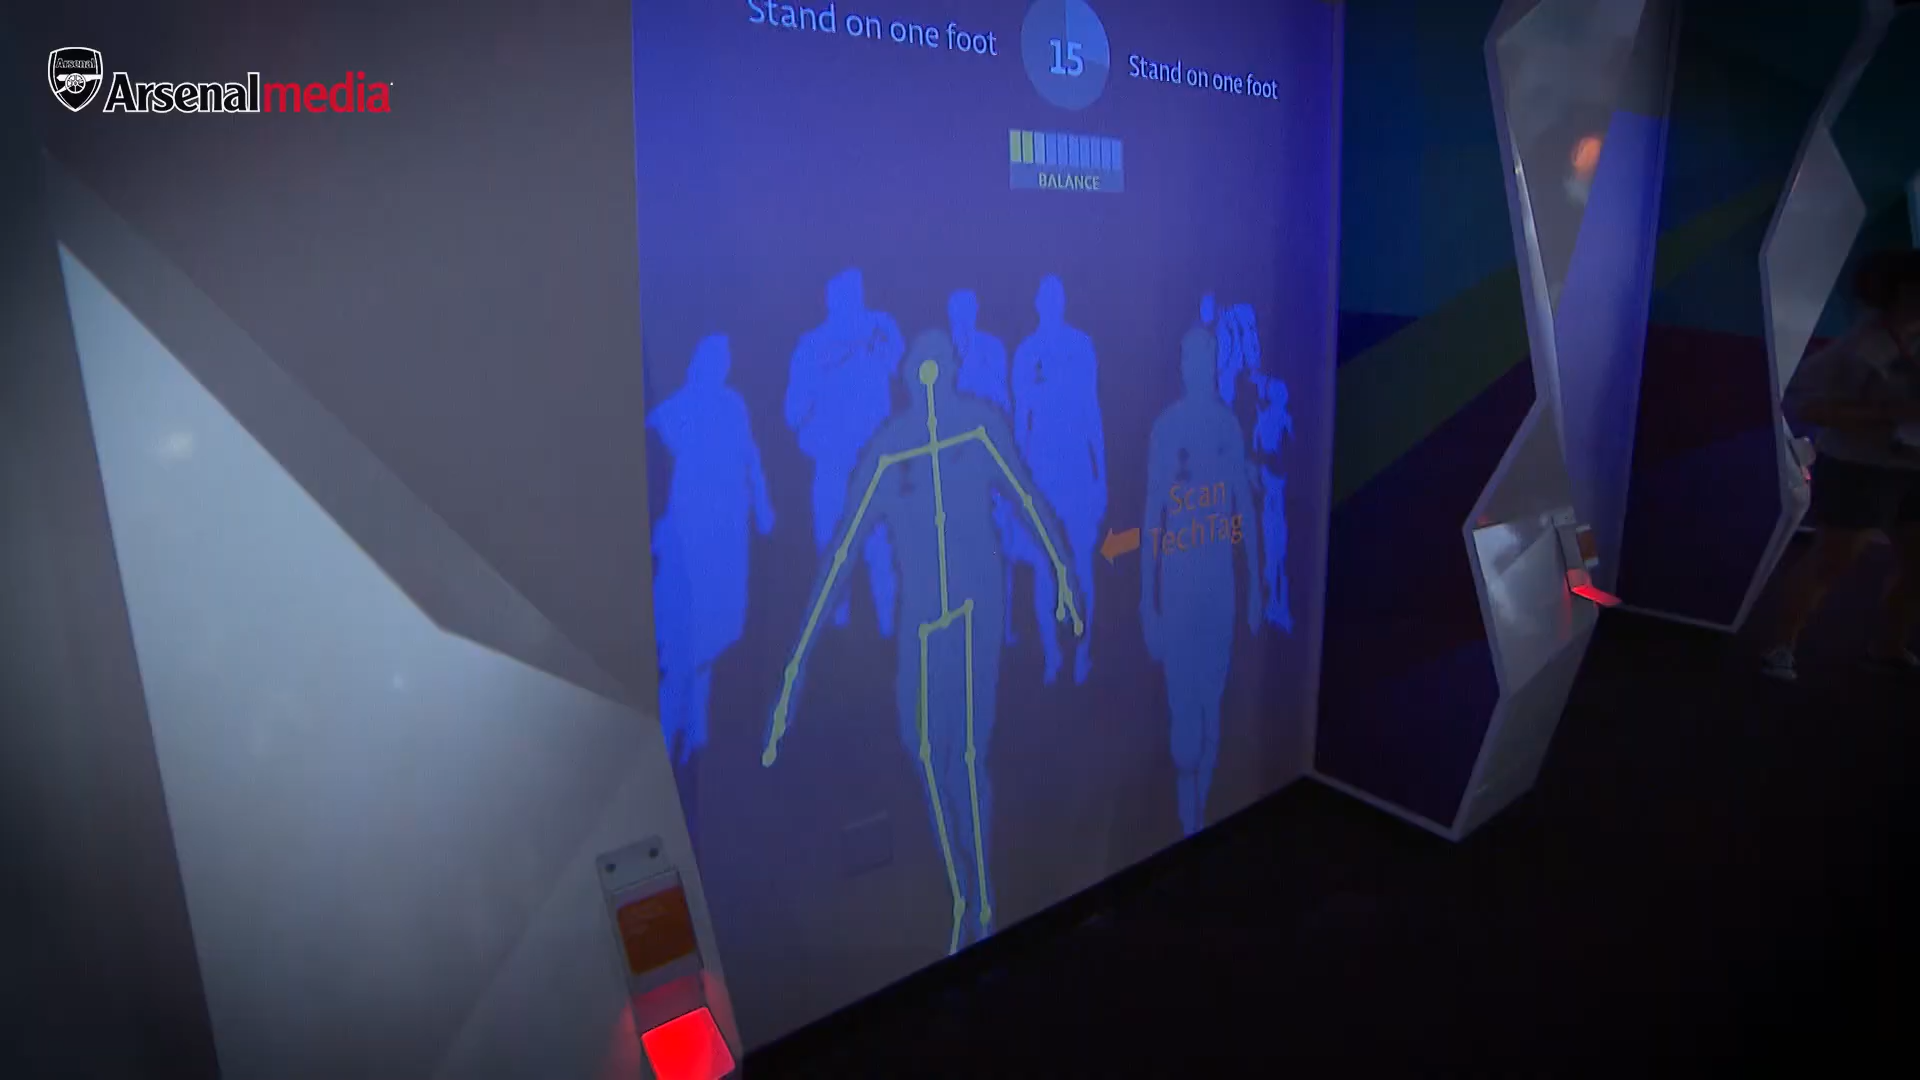 Arsenal
Arsenalmedia
Stand on one foot
15
Stand on one foot
BALANCE
Scan
TechTag